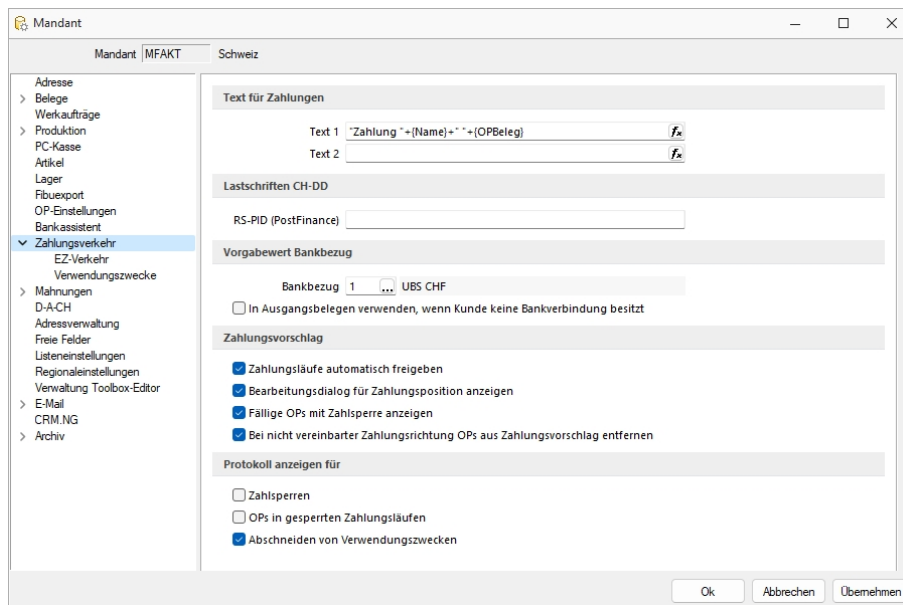 Mandant
Mandant MFAKT Schweiz
Adresse
Belege
Werkaufträge
Produktion
PC-Kasse
Artikel
Lager
Fibuexport
OP-Einstellungen
Bankassistent
Zahlungsverkehr
EZ-Verkehr
Verwendungszwecke
Mahnungen
D-A-CH
Adressverwaltung
Freie Felder
Listeneinstellungen
Regionaleinstellungen
Verwaltung Toolbox-Editor
E-Mail
CRM.NG
Archiv
Text für Zahlungen
Text 1 "Zahlung "+{Name}+" "+{OPBeleg} fx
Text 2 fx
Lastschriften CH-DD
RS-PID (PostFinance)
Vorgabewert Bankbezug
Bankbezug 1 ... UBS CHF
In Ausgangsbelegen verwenden, wenn Kunde keine Bankverbindung besitzt
Zahlungsvorschlag
Zahlungsläufe automatisch freigeben
Bearbeitungsdialog für Zahlungsposition anzeigen
Fällige OPs mit Zahlsperre anzeigen
Bei nicht vereinbarter Zahlungsrichtung OPs aus Zahlungsvorschlag entfernen
Protokoll anzeigen für
Zahlsperren
OPs in gesperrten Zahlungsläufen
Abschneiden von Verwendungszwecken
Ok Abbrechen Übernehmen